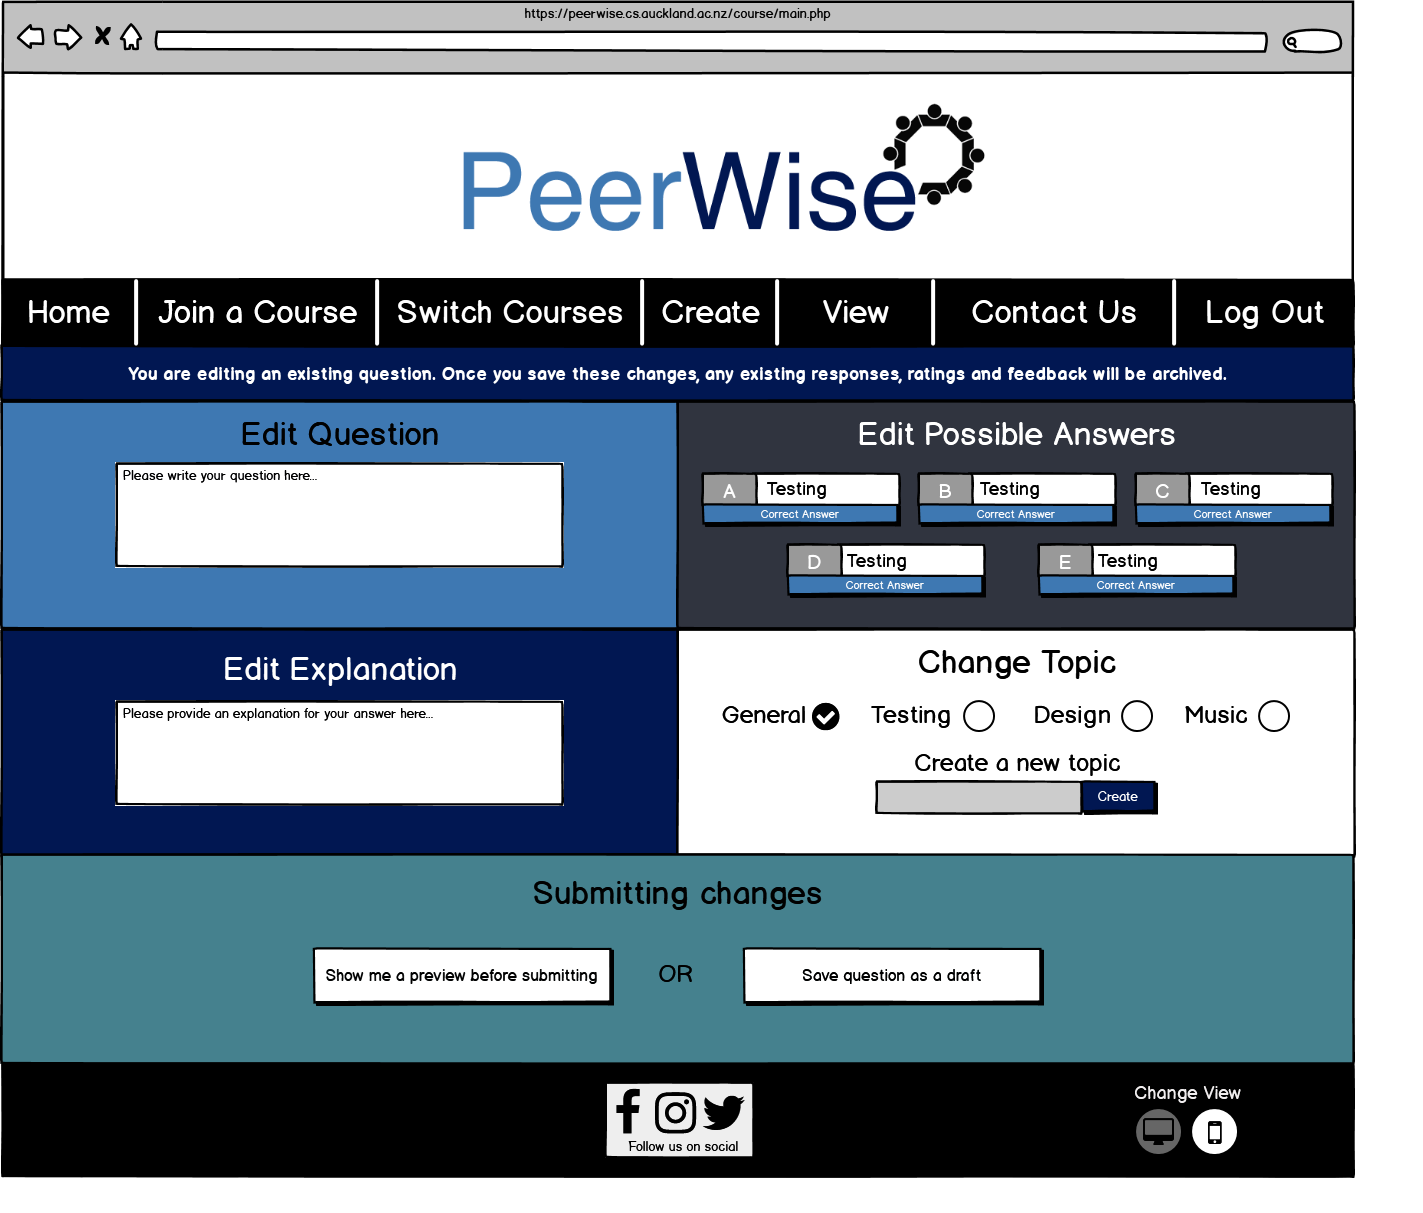 https://peerwise.cs.auckland.ac.nz/course/main.php
PeerWise
Home Join a Course Switch Courses Create View Contact Us Log Out
You are editing an existing question. Once you save these changes, any existing responses, ratings and feedback will be archived.
Edit Question
Please write your question here...
Edit Possible Answers
A Testing B Testing C Testing
Correct Answer Correct Answer Correct Answer
D Testing E Testing
Correct Answer Correct Answer
Edit Explanation
Please provide an explanation for your answer here...
Change Topic
General Testing Design Music
Create a new topic
Create
Submitting changes
Show me a preview before submitting OR Save question as a draft
Follow us on social
Change View